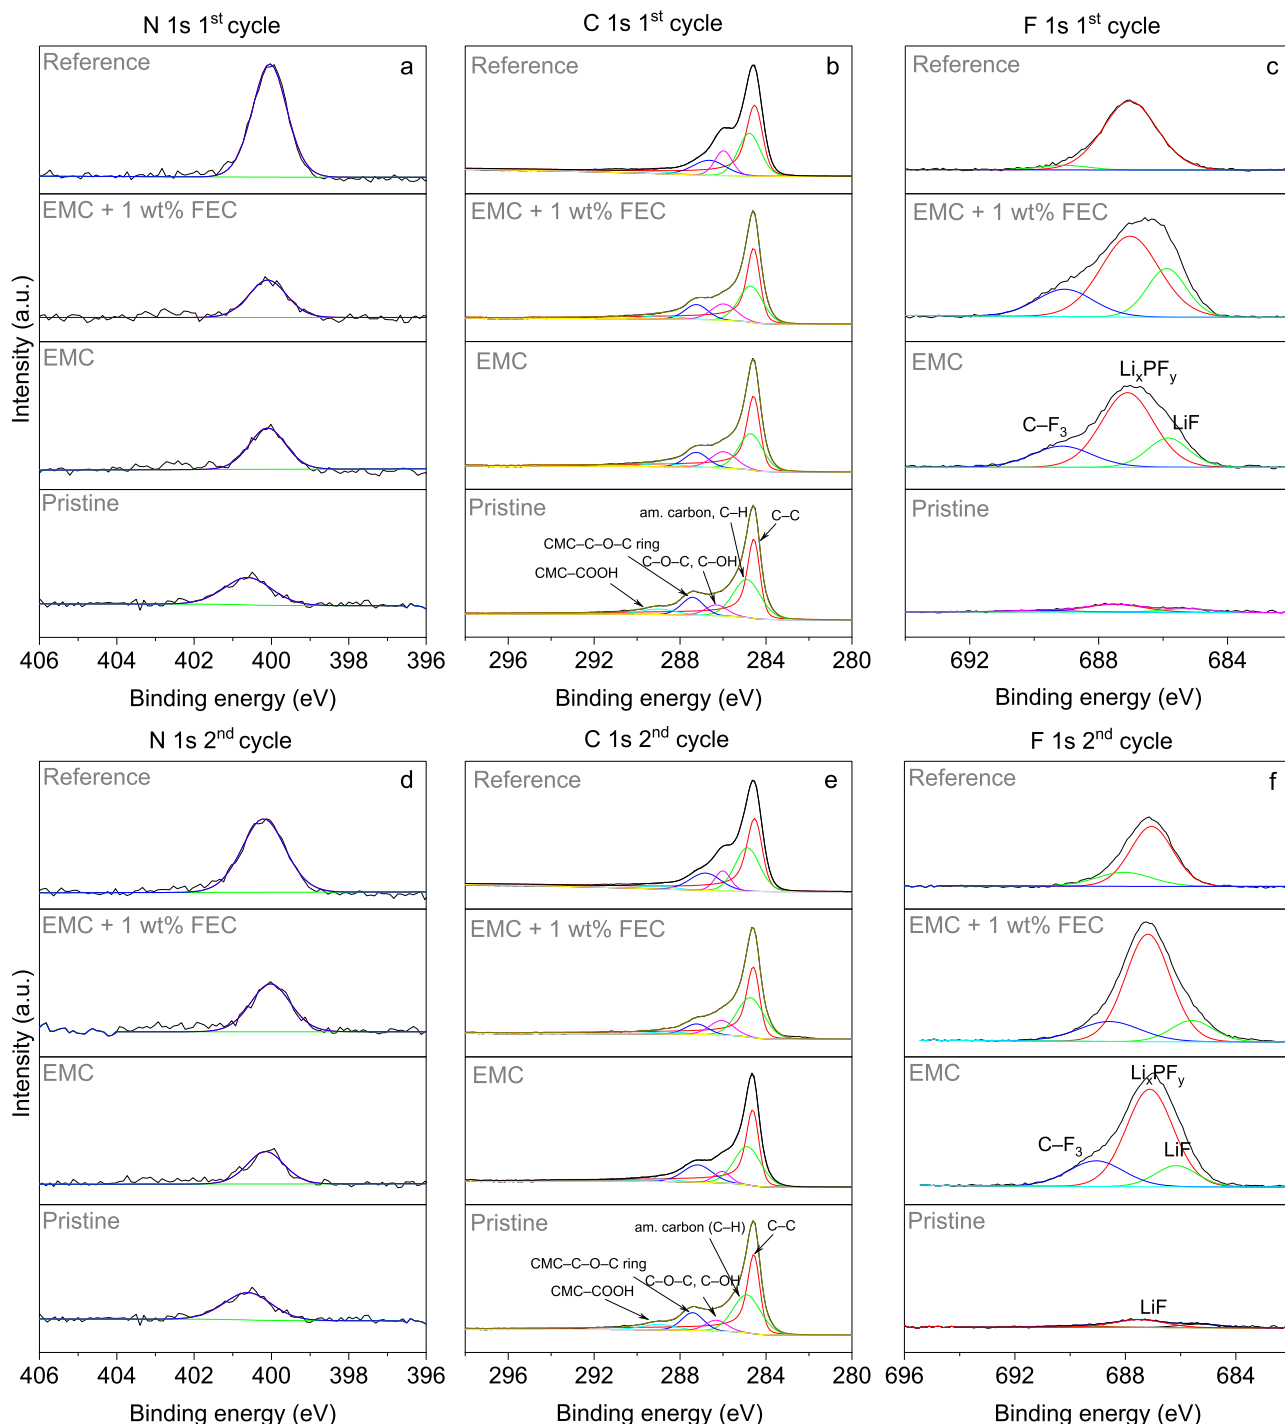 N 1s 1st cycle
C 1s 1st cycle
F 1s 1st cycle
Reference
a
Reference
b
Reference
c
EMC + 1 wt% FEC
EMC + 1 wt% FEC
EMC + 1 wt% FEC
Intensity (a.u.)
EMC
EMC
EMC
LixPFy
C–F3
LiF
Pristine
Pristine
am. carbon, C–H
C–C
CMC–C–O–C ring
C–O–C, C–OH
CMC–COOH
Pristine
406 404 402 400 398 396
296 292 288 284 280
692 688 684
Binding energy (eV)
Binding energy (eV)
Binding energy (eV)
N 1s 2nd cycle
C 1s 2nd cycle
F 1s 2nd cycle
Reference
d
Reference
e
Reference
f
EMC + 1 wt% FEC
EMC + 1 wt% FEC
EMC + 1 wt% FEC
Intensity (a.u.)
EMC
EMC
EMC
LixPFy
C–F3
LiF
Pristine
Pristine
am. carbon (C–H)
C–C
CMC–C–O–C ring
C–O–C, C–OH
CMC–COOH
Pristine
LiF
406 404 402 400 398 396
296 292 288 284 280
696 692 688 684
Binding energy (eV)
Binding energy (eV)
Binding energy (eV)